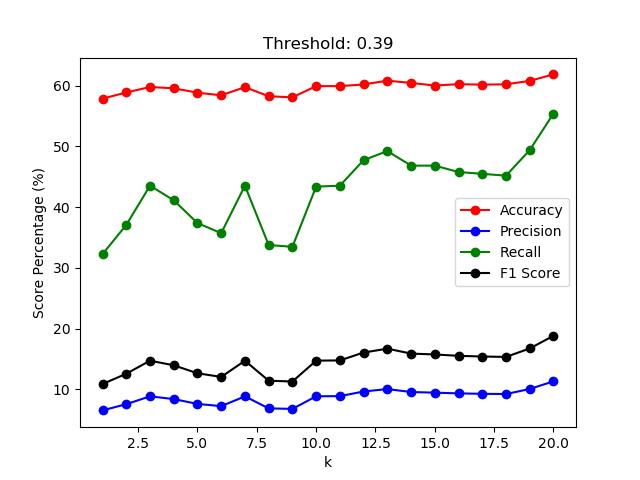 Threshold: 0.39
60
50
40
30
20
10
Score Percentage (%)
Accuracy
Precision
Recall
F1 Score
2.5 5.0 7.5 10.0 12.5 15.0 17.5 20.0
k